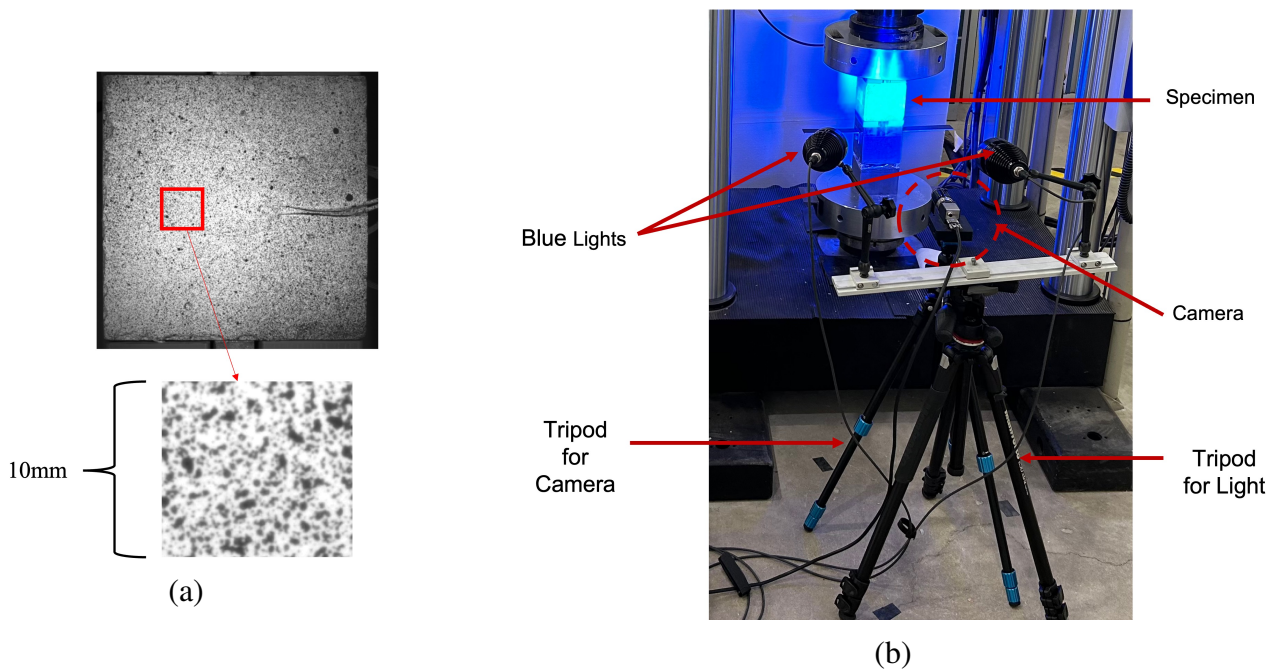 10mm
(a)
Specimen
Blue Lights
Camera
Tripod
for
Camera
Tripod
for Light
(b)